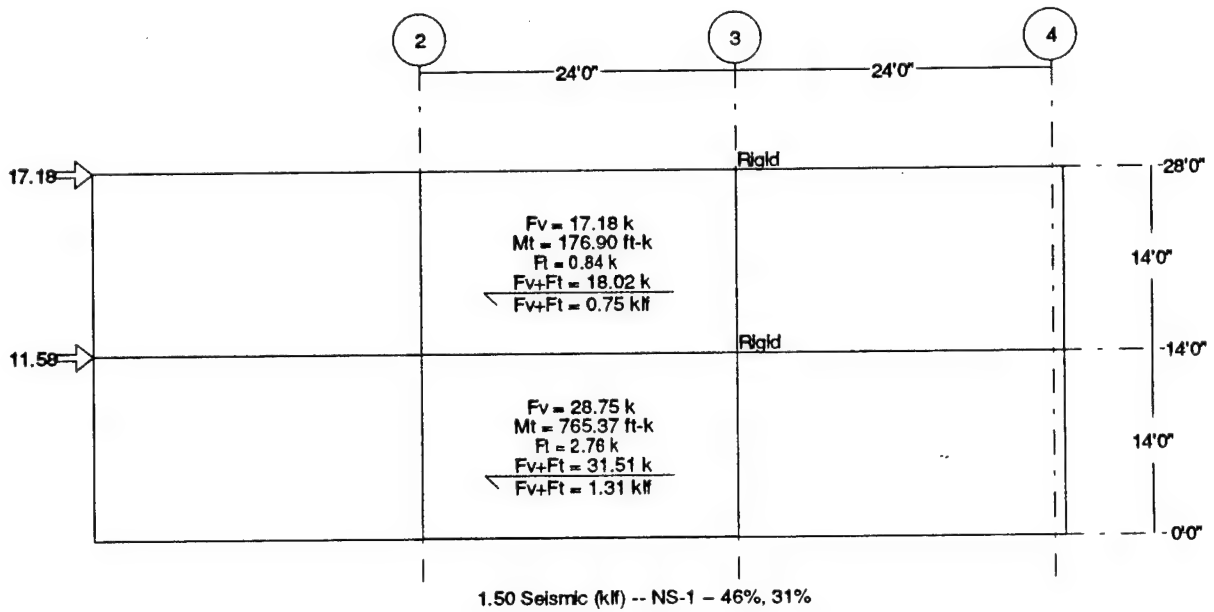 2
3
4
24'0"
24'0"
17.18
Rigid
28'0"
Fv = 17.18 k
Mt = 176.90 ft-k
Ft = 0.84 k
Fv+Ft = 18.02 k
Fv+Ft = 0.75 klf
14'0"
11.58
Rigid
14'0"
Fv = 28.75 k
Mt = 765.37 ft-k
Ft = 2.76 k
Fv+Ft = 31.51 k
Fv+Ft = 1.31 klf
14'0"
0'0"
1.50 Seismic (klf) -- NS-1 – 46%, 31%